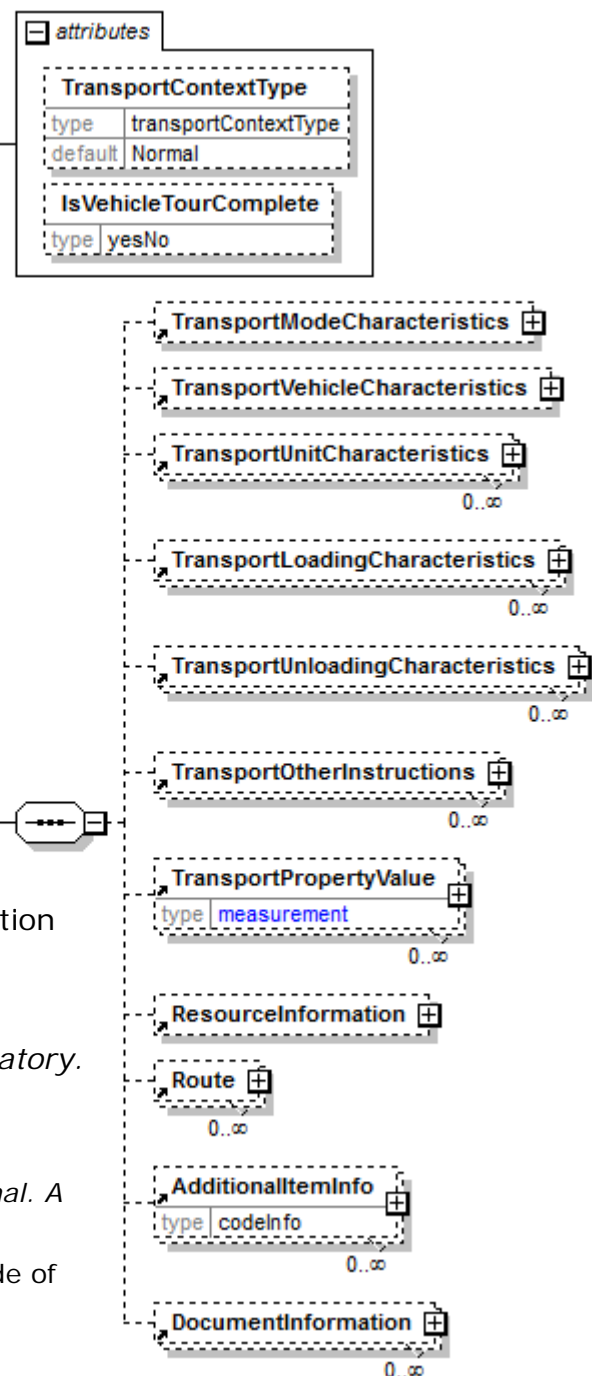 attributes
TransportContextType
type transportContextType
default Normal
IsVehicleTourComplete
type yesNo
TransportModeCharacteristics
TransportVehicleCharacteristics
TransportUnitCharacteristics
0..∞
TransportLoadingCharacteristics
0..∞
TransportUnloadingCharacteristics
0..∞
TransportOtherInstructions
0..∞
TransportPropertyValue
type measurement
0..∞
tion
ResourceInformation
atory.
Route
0..∞
al. A
AdditionalItemInfo
type codeInfo
0..∞
de of
DocumentInformation
0..∞